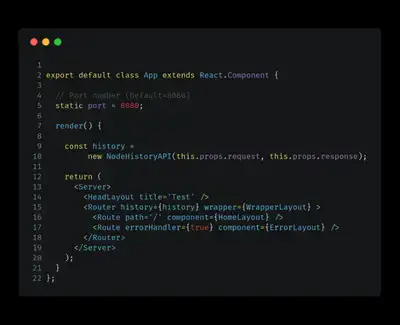 1
2 export default class App extends React.Component {
3
4 // Port number (Default=8080)
5 static port = 8080;
6
7 render() {
8
9 const history =
10 new NodeHistoryAPI(this.props.request, this.props.response);
11
12 return (
13 <Server>
14 <HeadLayout title='Test' />
15 <Router history={history} wrapper={WrapperLayout} >
16 <Route path='/' component={HomeLayout} />
17 <Route errorHandler={true} component={ErrorLayout} />
18 </Router>
19 </Server>
20 );
21 }
22 };